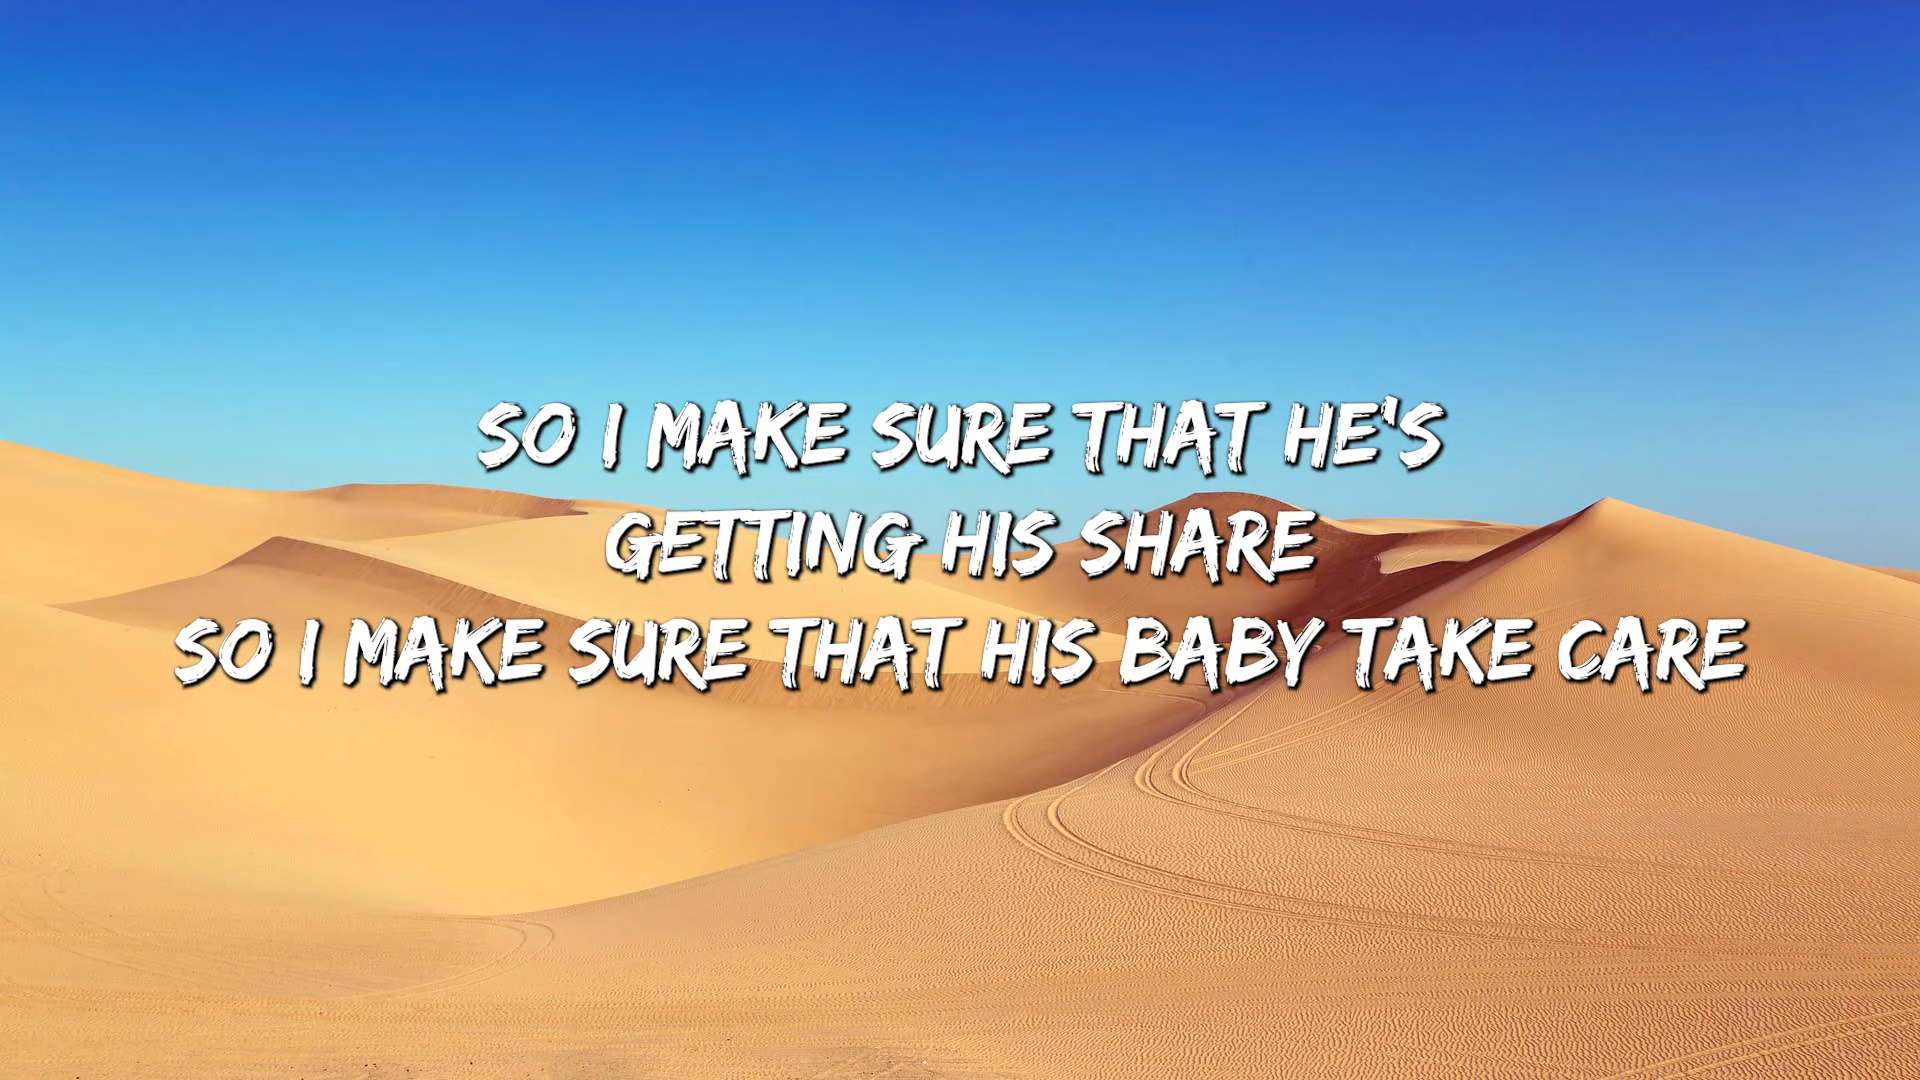 SO I MAKE SURE THAT HE'S
GETTING HIS SHARE
SO I MAKE SURE THAT HIS BABY TAKE CARE